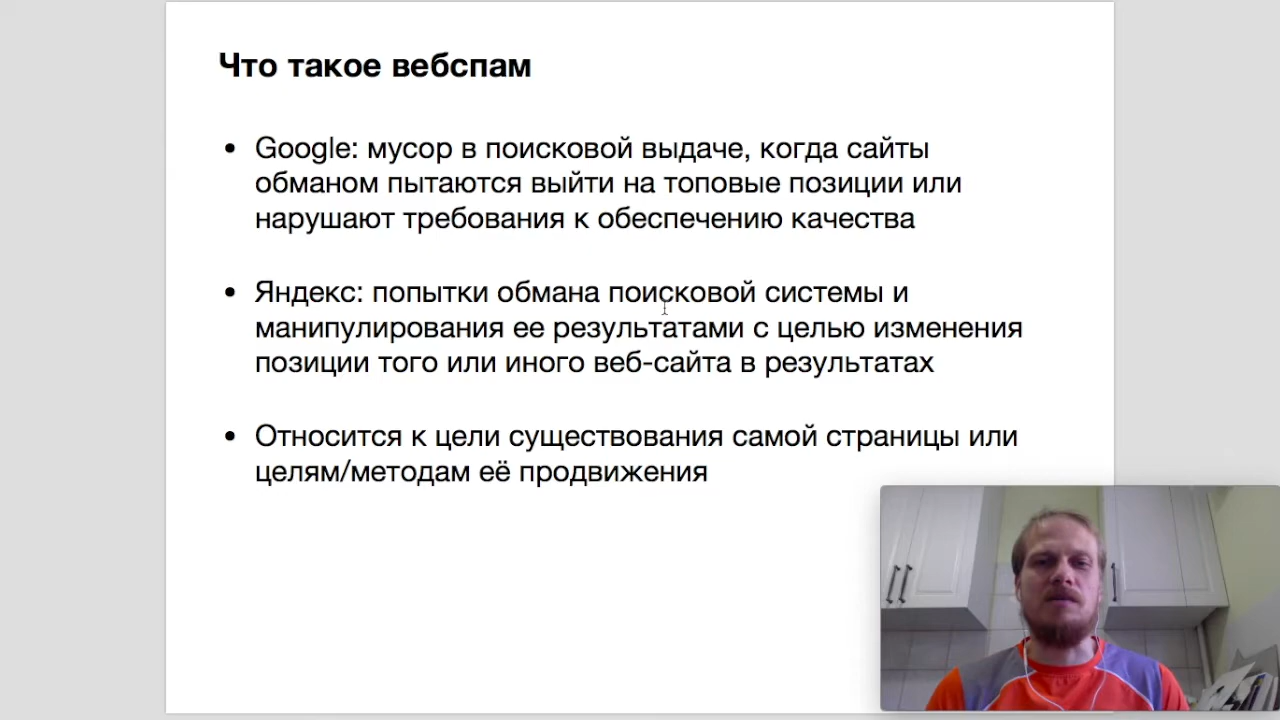 Что такое вебспам
• Google: мусор в поисковой выдаче, когда сайты
обманом пытаются выйти на топовые позиции или
нарушают требования к обеспечению качества
• Яндекс: попытки обмана поисковой системы и
манипулирования ее результатами с целью изменения
позиции того или иного веб-сайта в результатах
• Относится к цели существования самой страницы или
целям/методам её продвижения